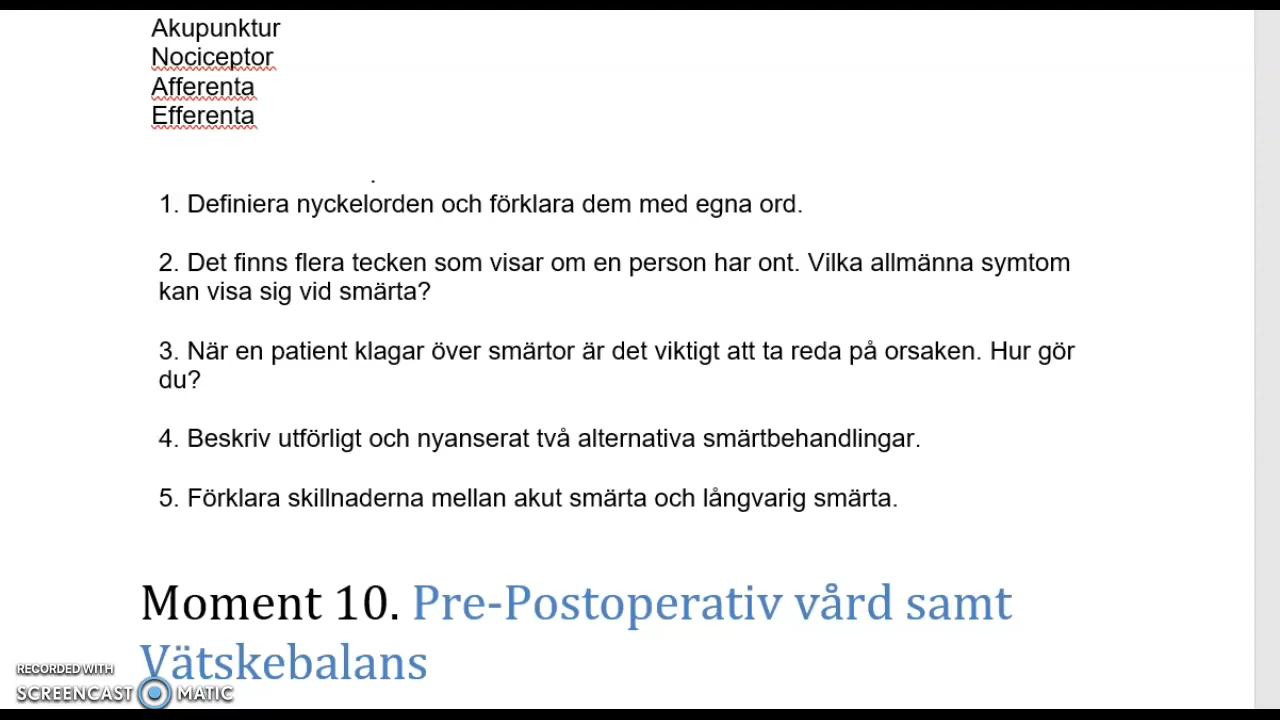 Akupunktur
Nociceptor
Afferenta
Efferenta
1. Definiera nyckelorden och förklara dem med egna ord.
2. Det finns flera tecken som visar om en person har ont. Vilka allmänna symtom
kan visa sig vid smärta?
3. När en patient klagar över smärtor är det viktigt att ta reda på orsaken. Hur gör
du?
4. Beskriv utförligt och nyanserat två alternativa smärtbehandlingar.
5. Förklara skillnaderna mellan akut smärta och långvarig smärta.
Moment 10. Pre-Postoperativ vård samt
Vätskebalans
RECORDED WITH
SCREENCAST MATIC